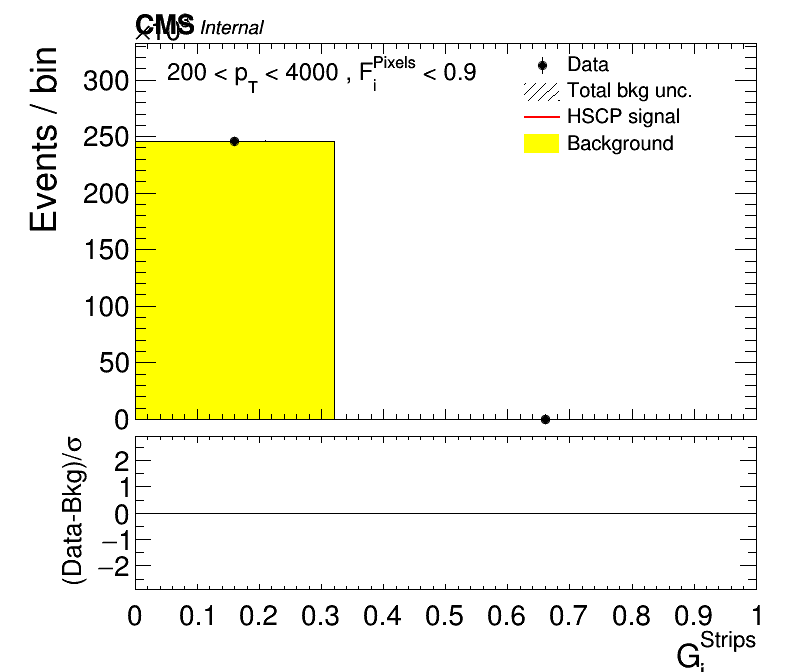 CMS Internal
×10³
200 < p_T < 4000 , F_i^Pixels < 0.9
Data
Total bkg unc.
HSCP signal
Background
Events / bin
300
250
200
150
100
50
0
(Data-Bkg)/σ
2
1
0
−1
−2
0 0.1 0.2 0.3 0.4 0.5 0.6 0.7 0.8 0.9 1
G_i^Strips